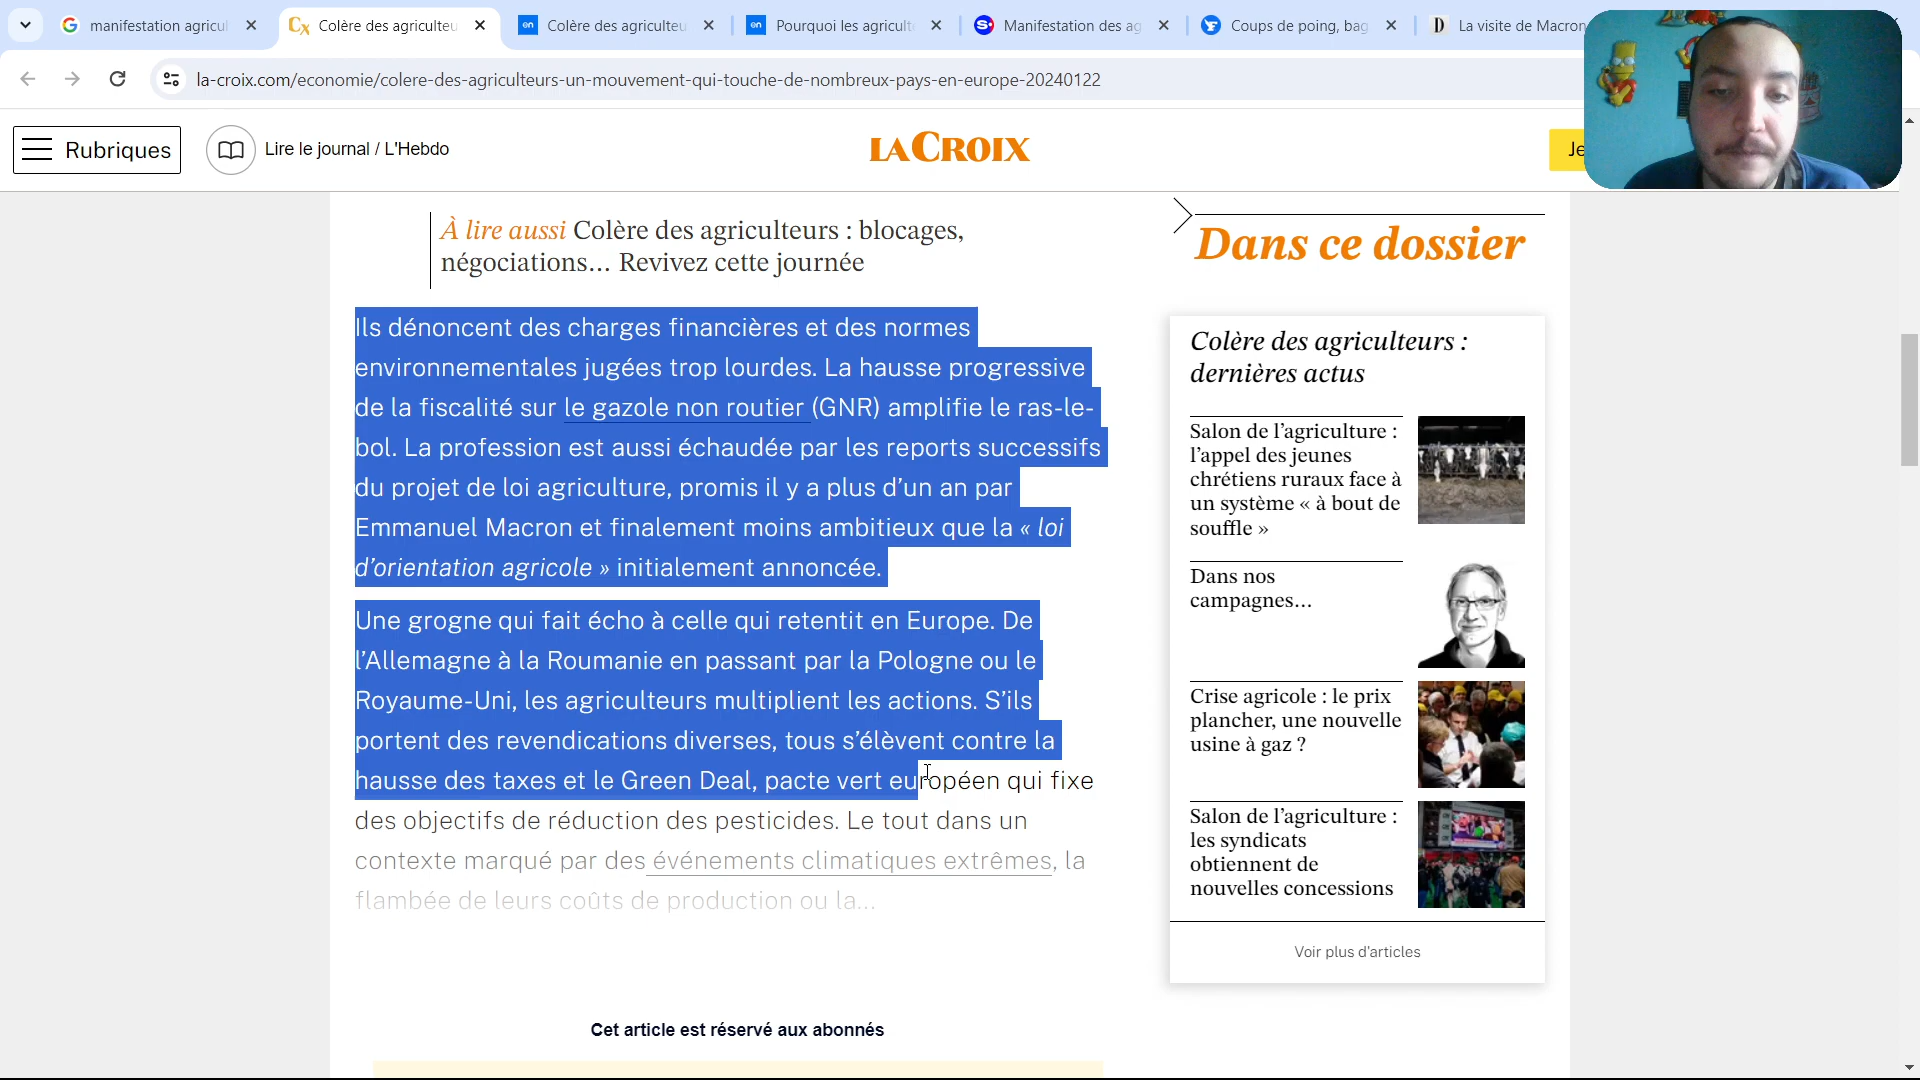 manifestation agricul
Colère des agriculteu
Colère des agriculteu
Pourquoi les agriculte
Manifestation des ag
Coups de poing, bag
La visite de Macron
la-croix.com/economie/colere-des-agriculteurs-un-mouvement-qui-touche-de-nombreux-pays-en-europe-20240122
Rubriques
Lire le journal / L'Hebdo
LA CROIX
Je
À lire aussi Colère des agriculteurs : blocages,
négociations… Revivez cette journée
Ils dénoncent des charges financières et des normes
environnementales jugées trop lourdes. La hausse progressive
de la fiscalité sur le gazole non routier (GNR) amplifie le ras-le-
bol. La profession est aussi échaudée par les reports successifs
du projet de loi agriculture, promis il y a plus d’un an par
Emmanuel Macron et finalement moins ambitieux que la « loi
d’orientation agricole » initialement annoncée.
Une grogne qui fait écho à celle qui retentit en Europe. De
l’Allemagne à la Roumanie en passant par la Pologne ou le
Royaume-Uni, les agriculteurs multiplient les actions. S’ils
portent des revendications diverses, tous s’élèvent contre la
hausse des taxes et le Green Deal, pacte vert européen qui fixe
des objectifs de réduction des pesticides. Le tout dans un
contexte marqué par des événements climatiques extrêmes, la
flambée de leurs coûts de production ou la...
Cet article est réservé aux abonnés
Dans ce dossier
Colère des agriculteurs :
dernières actus
Salon de l’agriculture :
l’appel des jeunes
chrétiens ruraux face à
un système « à bout de
souffle »
Dans nos
campagnes…
Crise agricole : le prix
plancher, une nouvelle
usine à gaz ?
Salon de l’agriculture :
les syndicats
obtiennent de
nouvelles concessions
Voir plus d'articles